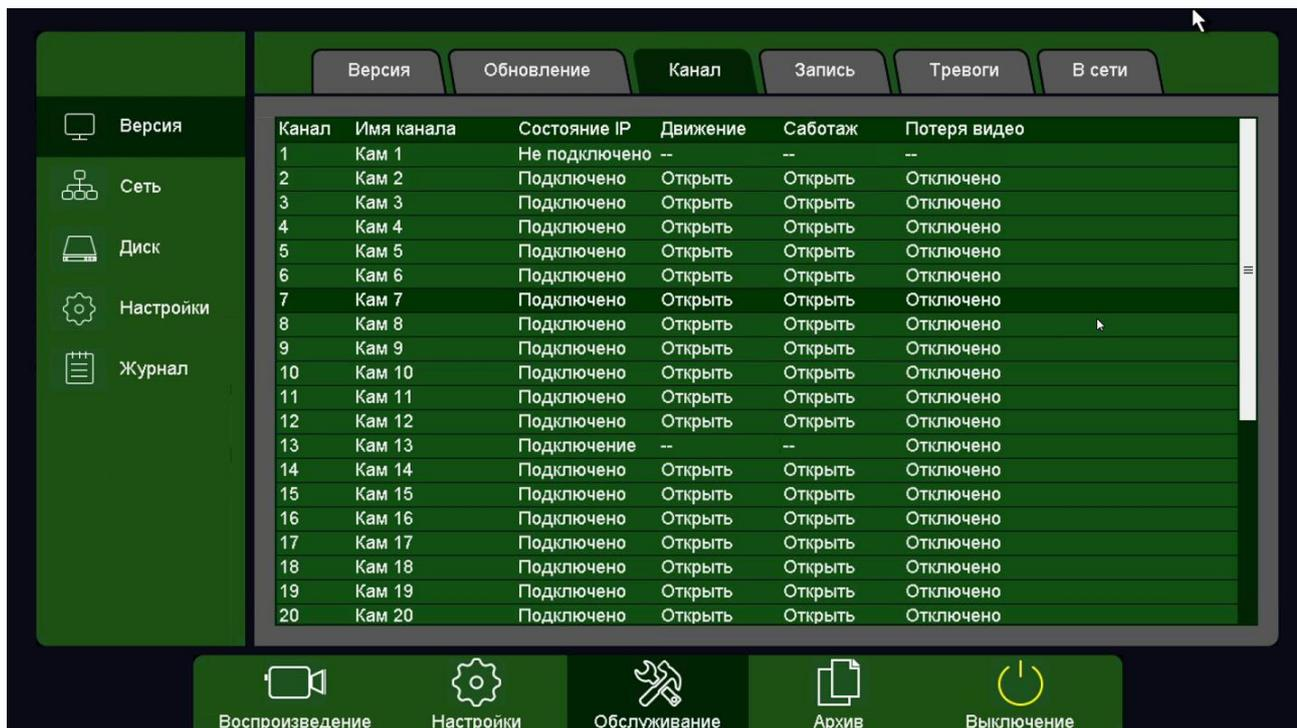 Версия Обновление Канал Запись Тревоги В сети
Версия
Сеть
Диск
Настройки
Журнал
Канал Имя канала Состояние IP Движение Саботаж Потеря видео
1 Кам 1 Не подключено -- -- --
2 Кам 2 Подключено Открыть Открыть Отключено
3 Кам 3 Подключено Открыть Открыть Отключено
4 Кам 4 Подключено Открыть Открыть Отключено
5 Кам 5 Подключено Открыть Открыть Отключено
6 Кам 6 Подключено Открыть Открыть Отключено
7 Кам 7 Подключено Открыть Открыть Отключено
8 Кам 8 Подключено Открыть Открыть Отключено
9 Кам 9 Подключено Открыть Открыть Отключено
10 Кам 10 Подключено Открыть Открыть Отключено
11 Кам 11 Подключено Открыть Открыть Отключено
12 Кам 12 Подключено Открыть Открыть Отключено
13 Кам 13 Подключение -- -- Отключено
14 Кам 14 Подключено Открыть Открыть Отключено
15 Кам 15 Подключено Открыть Открыть Отключено
16 Кам 16 Подключено Открыть Открыть Отключено
17 Кам 17 Подключено Открыть Открыть Отключено
18 Кам 18 Подключено Открыть Открыть Отключено
19 Кам 19 Подключено Открыть Открыть Отключено
20 Кам 20 Подключено Открыть Открыть Отключено
Воспроизведение Настройки Обслуживание Архив Выключение